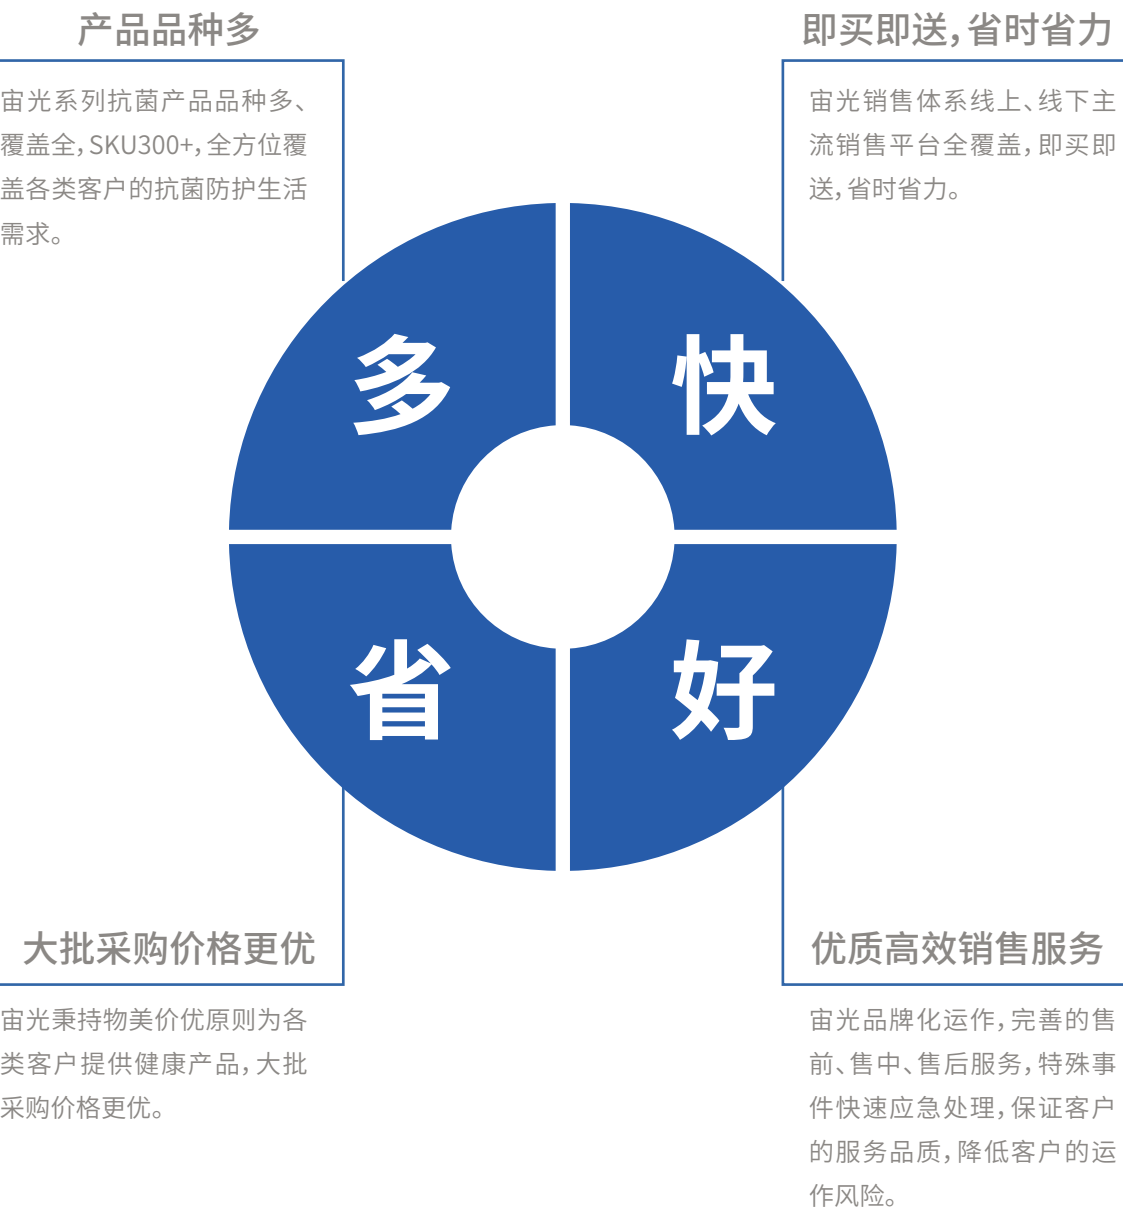 产品品种多
宙光系列抗菌产品品种多、
覆盖全，SKU300+，全方位覆
盖各类客户的抗菌防护生活
需求。
即买即送，省时省力
宙光销售体系线上、线下主
流销售平台全覆盖，即买即
送，省时省力。
多
快
省
好
大批采购价格更优
宙光秉持物美价优原则为各
类客户提供健康产品，大批
采购价格更优。
优质高效销售服务
宙光品牌化运作，完善的售
前、售中、售后服务，特殊事
件快速应急处理，保证客户
的服务品质，降低客户的运
作风险。